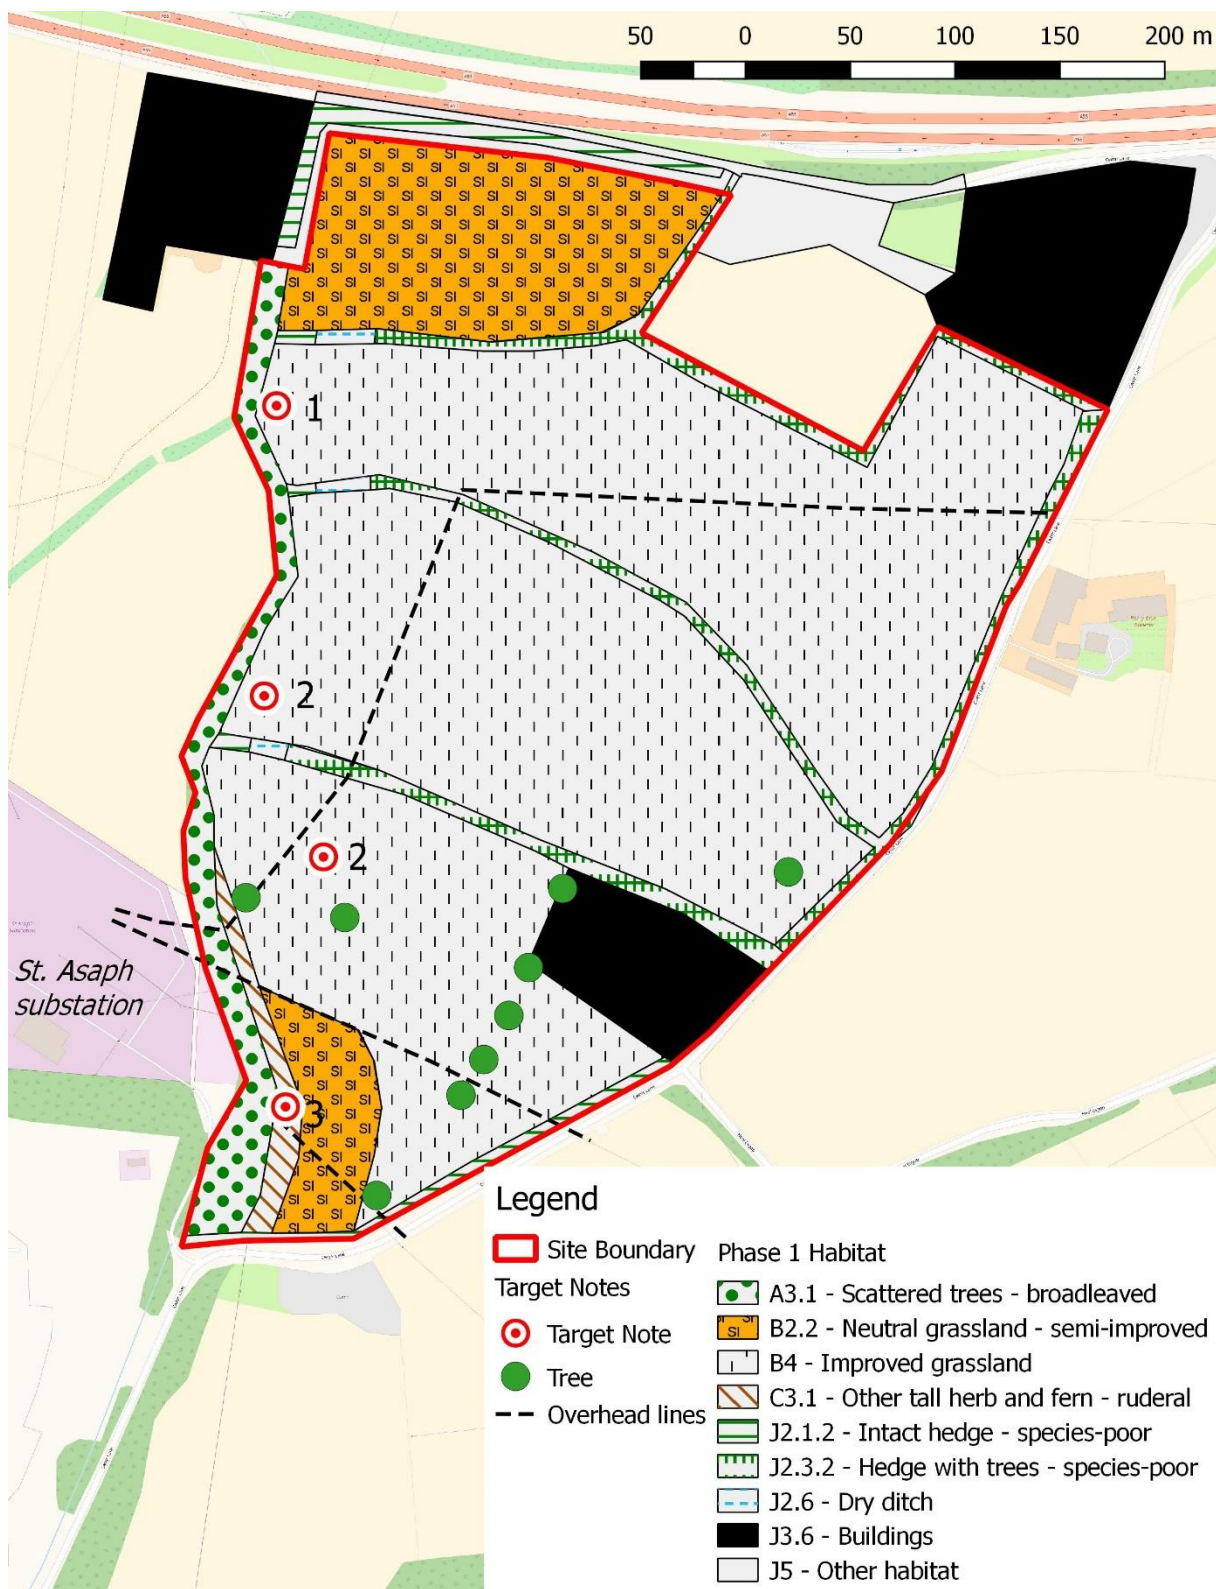 50 0 50 100 150 200 m
1
2
2
St. Asaph
substation
3
Legend
Site Boundary
Target Notes
Target Note
Tree
Overhead lines
Phase 1 Habitat
A3.1 - Scattered trees - broadleaved
B2.2 - Neutral grassland - semi-improved
B4 - Improved grassland
C3.1 - Other tall herb and fern - ruderal
J2.1.2 - Intact hedge - species-poor
J2.3.2 - Hedge with trees - species-poor
J2.6 - Dry ditch
J3.6 - Buildings
J5 - Other habitat